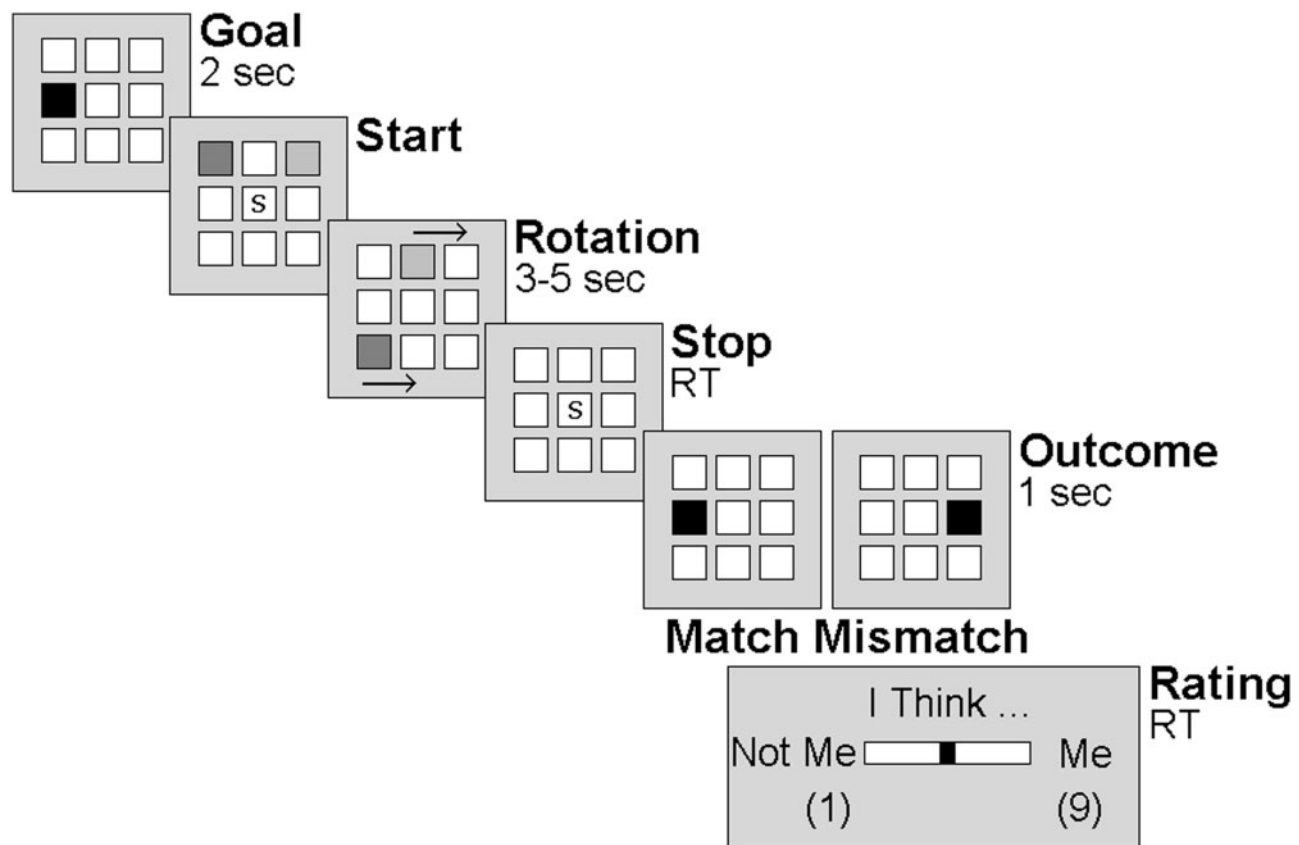 Goal
2 sec
Start
S
Rotation
3-5 sec
Stop
RT
S
Outcome
1 sec
Match Mismatch
Rating
RT
I Think ...
Not Me Me
(1) (9)